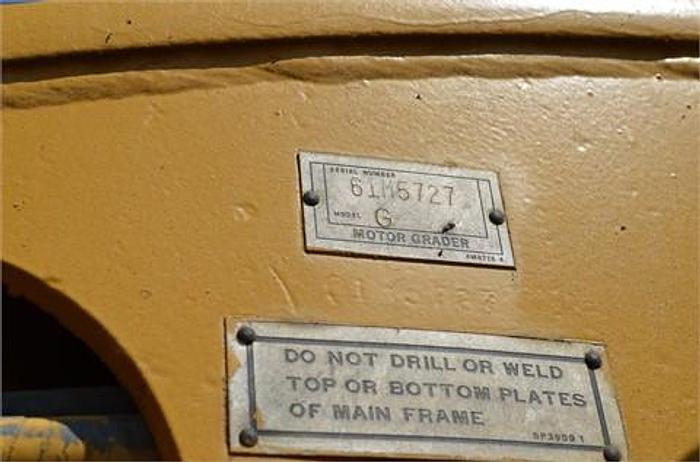 SERIAL NUMBER
61M5727
MODEL G
MOTOR GRADER
DO NOT DRILL OR WELD
TOP OR BOTTOM PLATES
OF MAIN FRAME